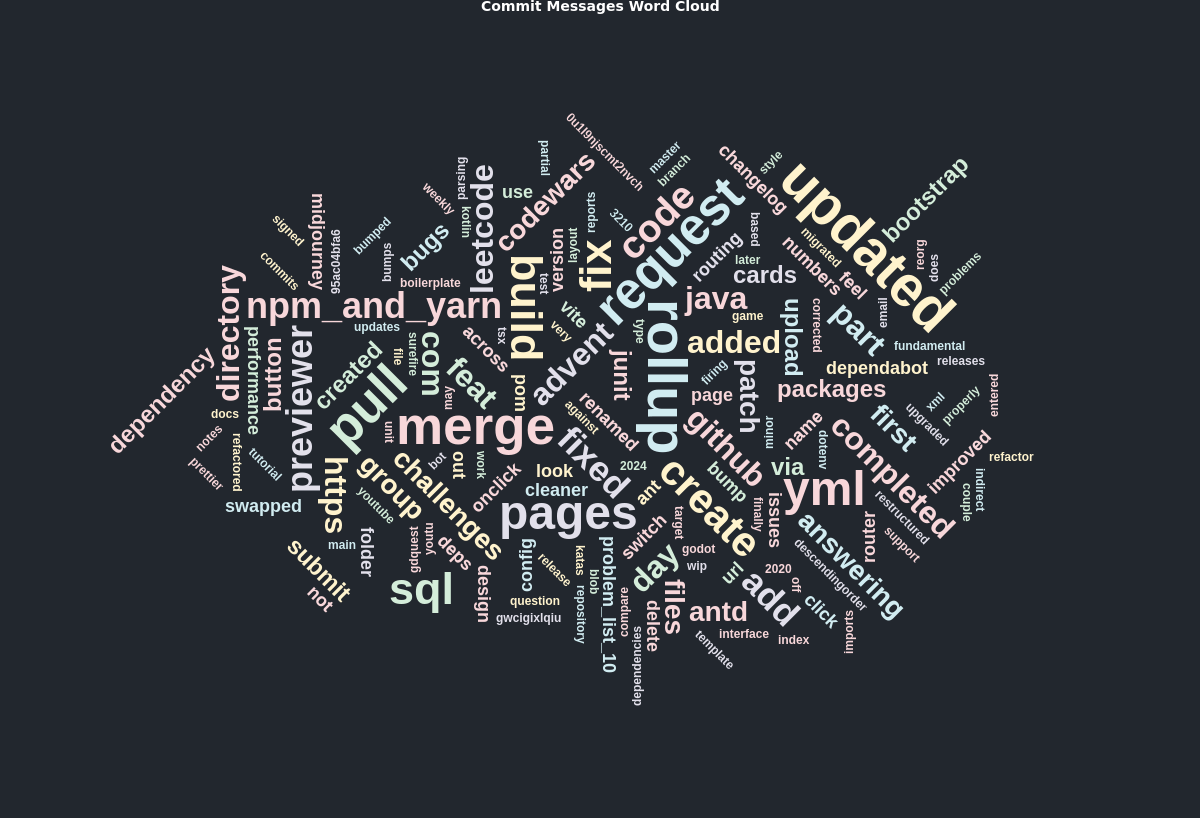 Commit Messages Word Cloud
0u1l9njscmt2nvch
partial
master
branch
changelog
style
updated
bootstrap
codewars
parsing
leetcode
use
weekly
kotlin
reports
3210
code
request
based
migrated
reorg
does
problems
signed
midjourney
95ac04bfa6
bumped
bumps
bugs
boilerplate
commits
version
layout
fix
plinq
test
routing
later
cards
numbers
feel
email
directory
npm_and_yarn
updates
java
game
added
upload
corrected
part
fundamental
releases
dependabot
packages
dependency
performance
button
previewer
created
file
surefire
com
across
tsx
very
vite
advent
rollup
type
junit
firing
page
patch
pull
feat
may
pom
against
renamed
docs
notes
refactored
tutorial
prettier
merge
unit
fixed
github
minor
name
dotenv
first
upgraded
xml
properly
entered
improved
refactor
completed
swapped
https
group
challenges
bot
out
work
onclick
look
cleaner
2024
ant
bump
via
yml
indirect
couple
restructured
support
router
youtube
main
folder
gdquest
yourtu
deps
pages
create
issues
finally
answering
descendingorder
submit
not
sql
design
config
release
katas
question
gwcigixlqiu
blob
repository
problem_list_10
switch
target
godot
wip
day
url
2020
off
add
click
imports
compare
delete
files
antd
interface
index
template
dependencies